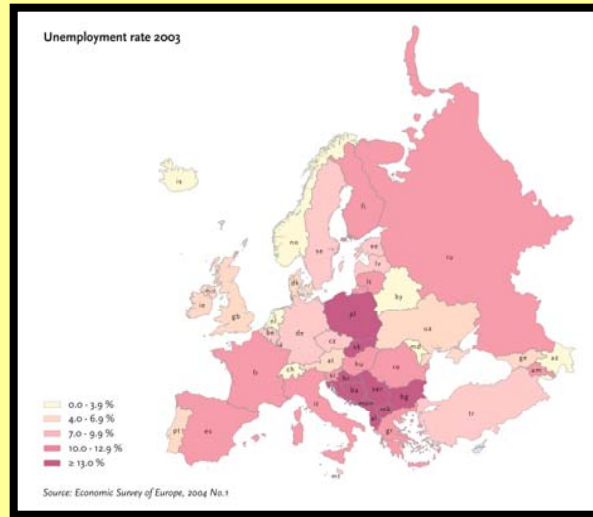 Unemployment rate 2003
is
fi
no
se
ru
ee
lv
lt
dk
ie
gb
by
nl
pl
be
de
ua
cz
sk
fr
ch
at
hu
md
ro
si
hr
ge
az
am
0.0 - 3.9 %
4.0 - 6.9 %
7.0 - 9.9 %
10.0 - 12.9 %
≥ 13.0 %
ba
bg
it
mk
al
pt
es
gr
tr
mt
Source: Economic Survey of Europe, 2004 No.1